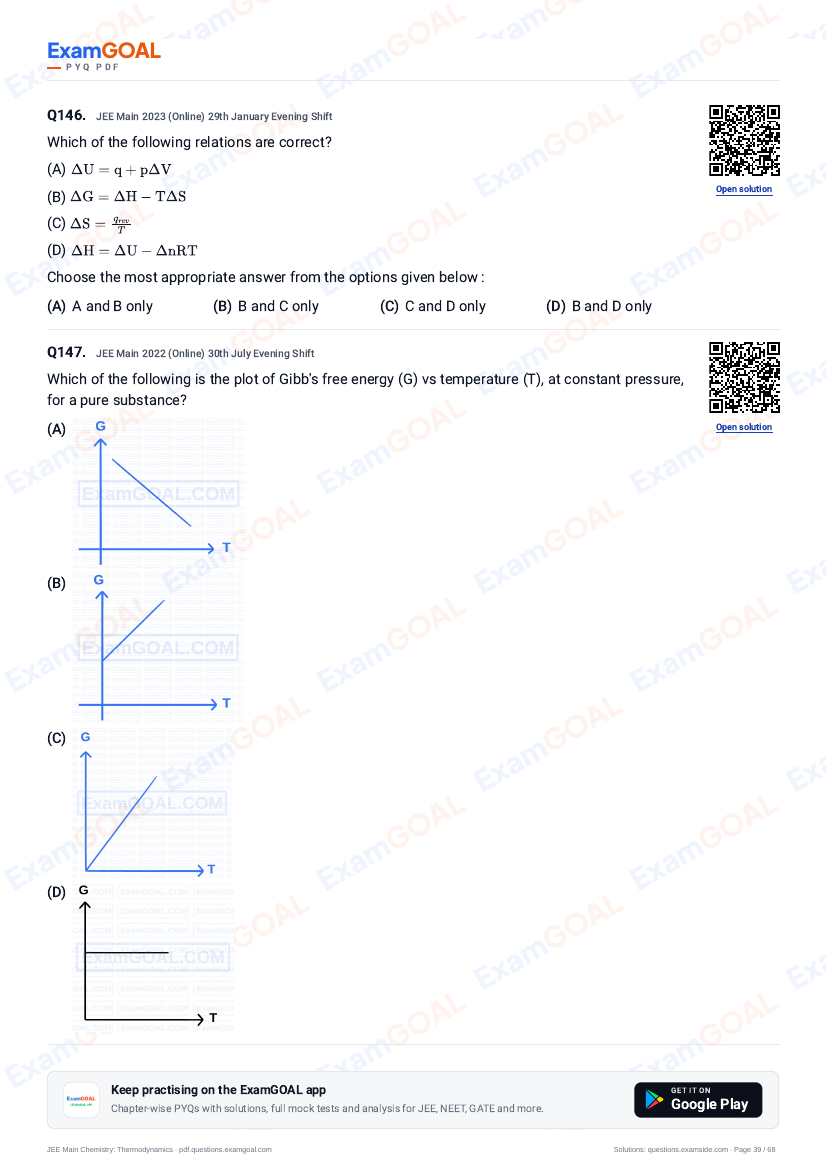 ExamGOAL
PYQ PDF
Q146. JEE Main 2023 (Online) 29th January Evening Shift
Which of the following relations are correct?
(A) ΔU = q + pΔV
(B) ΔG = ΔH − TΔS
(C) ΔS = q_rev/T
(D) ΔH = ΔU − ΔnRT
Choose the most appropriate answer from the options given below :
(A) A and B only (B) B and C only (C) C and D only (D) B and D only
Open solution
Q147. JEE Main 2022 (Online) 30th July Evening Shift
Which of the following is the plot of Gibb's free energy (G) vs temperature (T), at constant pressure,
for a pure substance?
Open solution
(A)
G
ExamGOAL.COM
T
(B)
G
ExamGOAL.COM
T
(C)
G
ExamGOAL.COM
T
(D)
G
ExamGOAL.COM
T
ExamGOAL
Keep practising on the ExamGOAL app
Chapter-wise PYQs with solutions, full mock tests and analysis for JEE, NEET, GATE and more.
GET IT ON
Google Play
JEE Main Chemistry: Thermodynamics · pdf.questions.examgoal.com
Solutions: questions.examside.com · Page 39 / 68